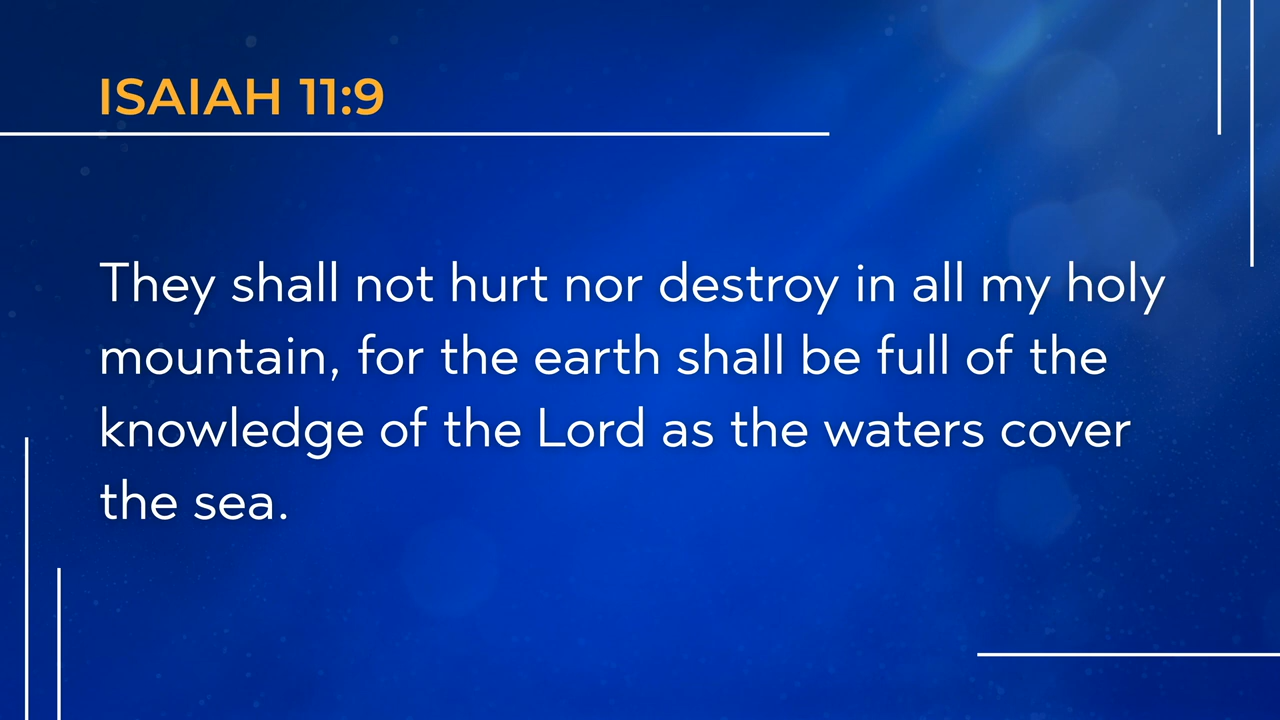 ISAIAH 11:9
They shall not hurt nor destroy in all my holy
mountain, for the earth shall be full of the
knowledge of the Lord as the waters cover
the sea.